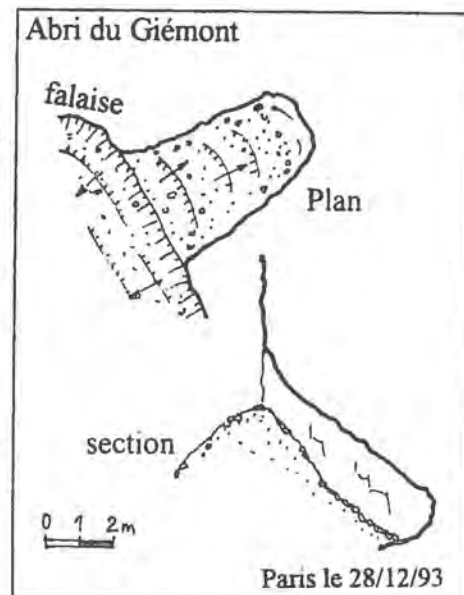 Abri du Giémont
falaise
Plan
section
0 1 2m
Paris le 28/12/93